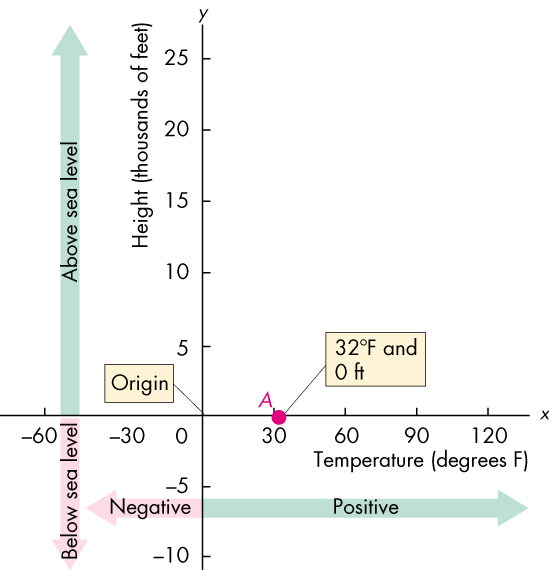 y
Height (thousands of feet)
25
20
15
10
5
Above sea level
32°F and
0 ft
Origin
A
x
–60
–30
0
30
60
90
120
Temperature (degrees F)
Below sea level
–5
Negative
Positive
–10